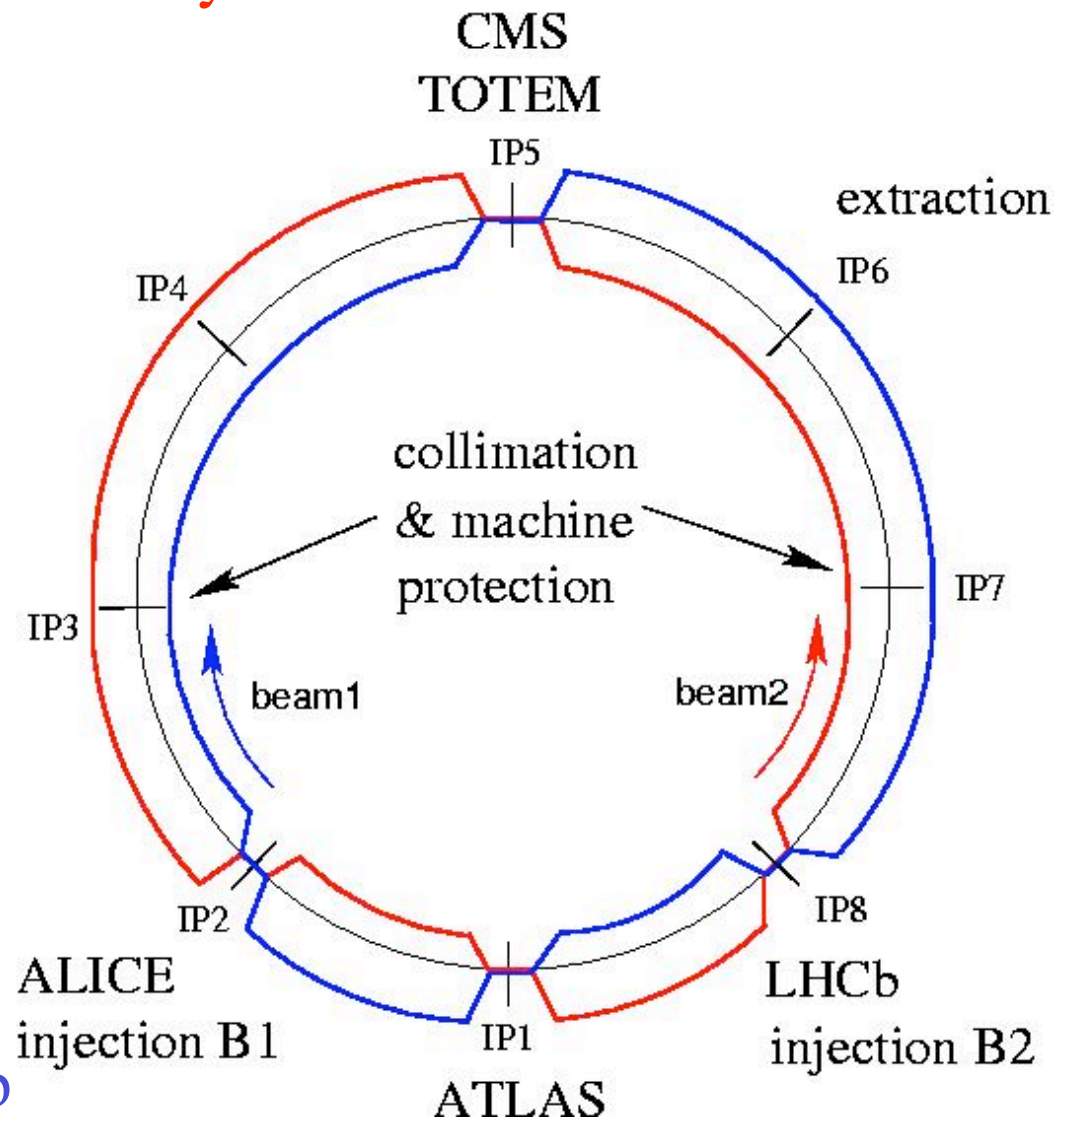 CMS
TOTEM
IP5
extraction
IP6
IP4
collimation
& machine
protection
IP7
IP3
beam1
beam2
IP2
IP8
ALICE
injection B1
LHCb
injection B2
IP1
ATLAS